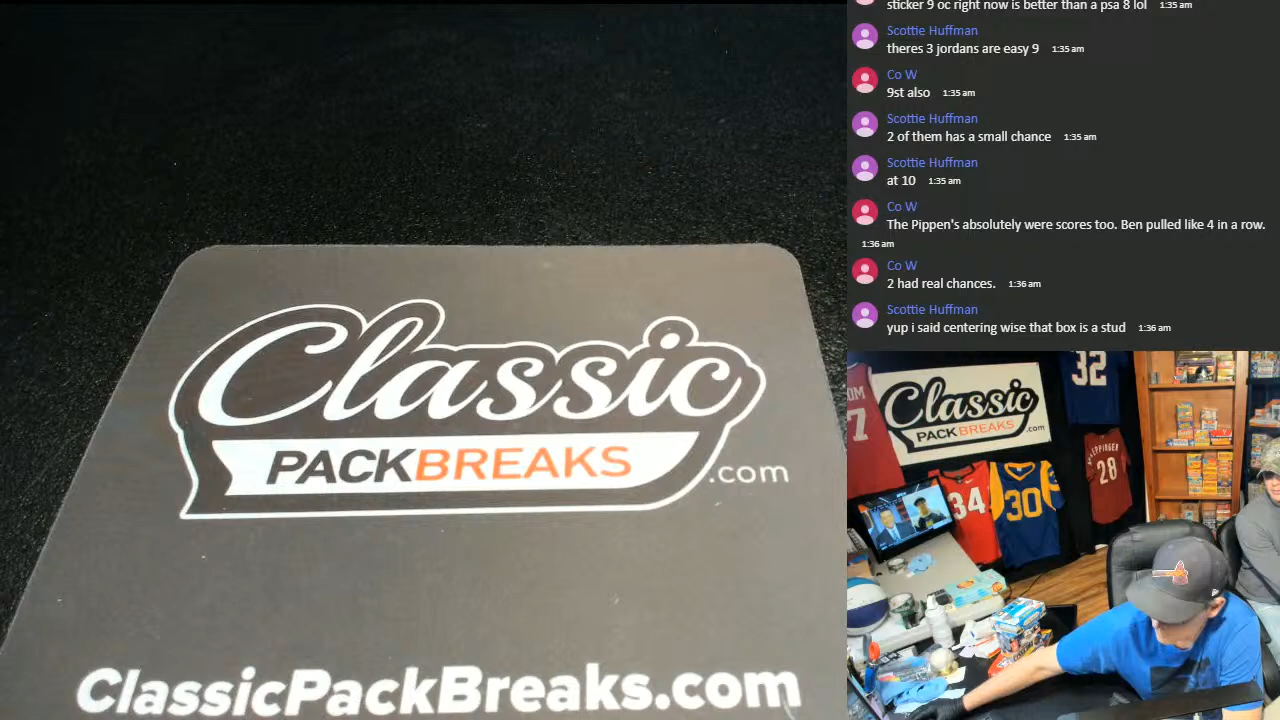 sticker 9 oc right now is better than a psa 8 lol 1:35 am
Scottie Huffman
theres 3 jordans are easy 9 1:35 am
Co W
9st also 1:35 am
Scottie Huffman
2 of them has a small chance 1:35 am
Scottie Huffman
at 10 1:35 am
Co W
The Pippen's absolutely were scores too. Ben pulled like 4 in a row.
1:36 am
Co W
2 had real chances. 1:36 am
Scottie Huffman
yup i said centering wise that box is a stud 1:36 am
Classic
PACKBREAKS
.com
ClassicPackBreaks.com
Classic
PACKBREAKS
.com
32
7
34
30
28